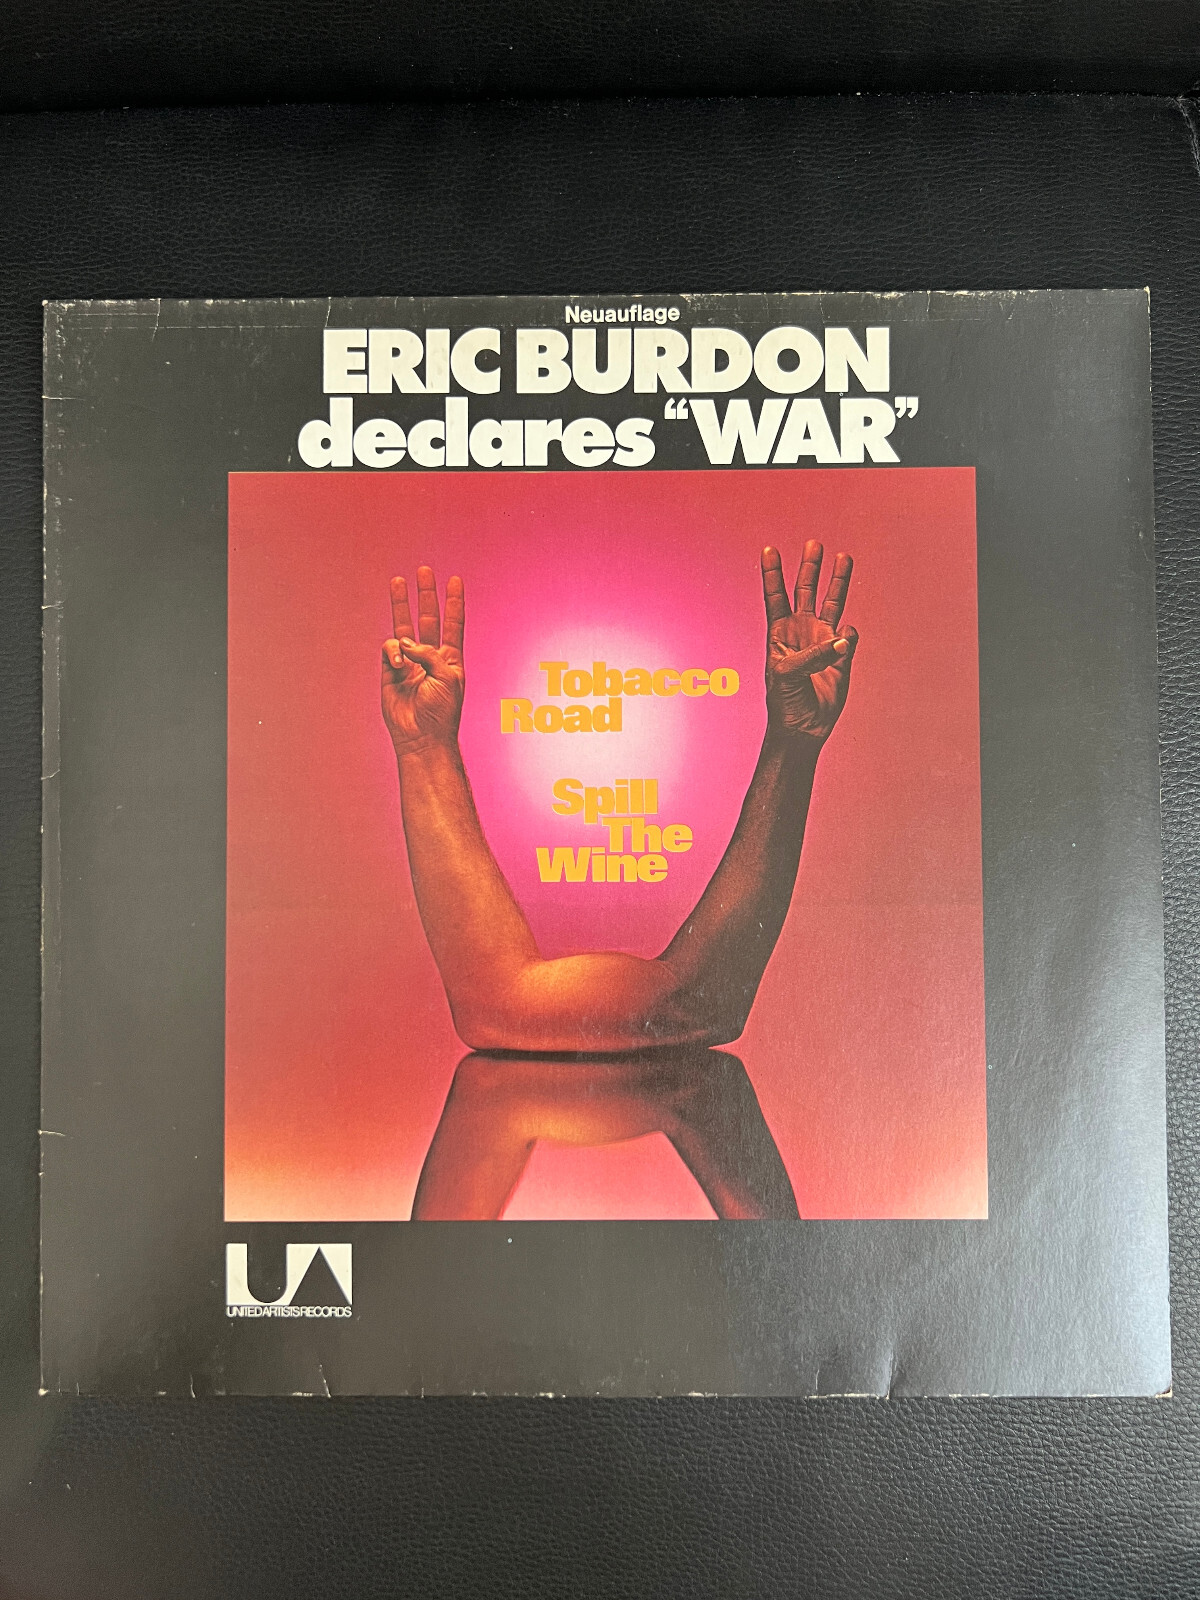 Neuauflage
ERIC BURDON
declares “WAR”
Tobacco
Road
Spill
The
Wine
UA
UNITED ARTISTS RECORDS